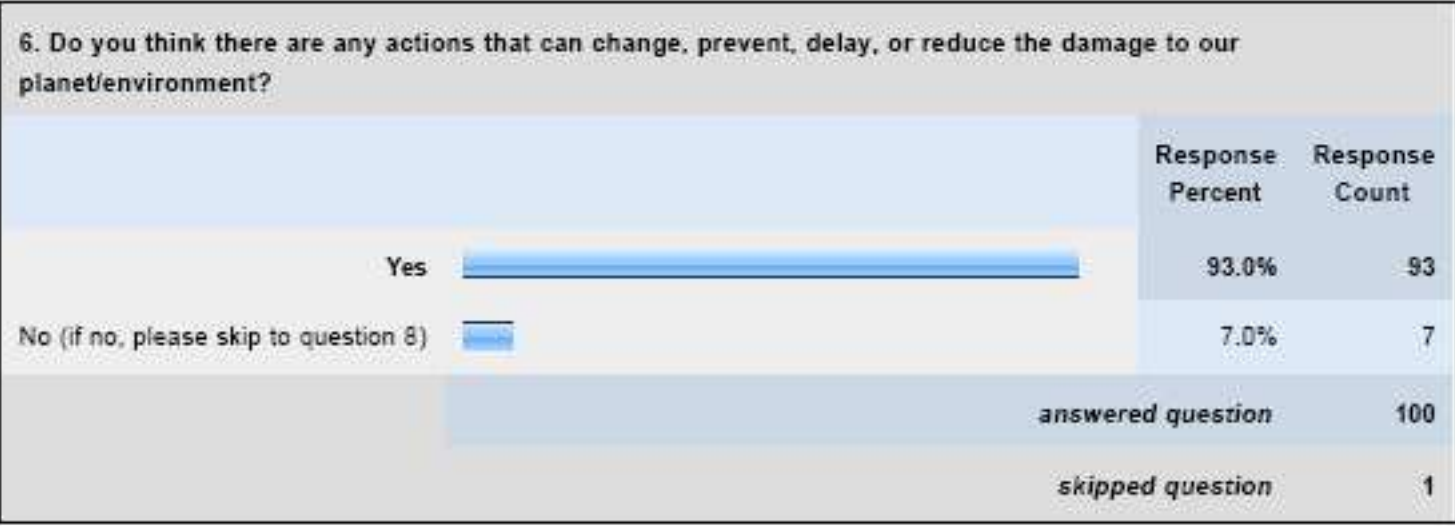 6. Do you think there are any actions that can change, prevent, delay, or reduce the damage to our
planet/environment?
Response Percent Response Count
Yes 93.0% 93
No (if no, please skip to question 8) 7.0% 7
answered question 100
skipped question 1